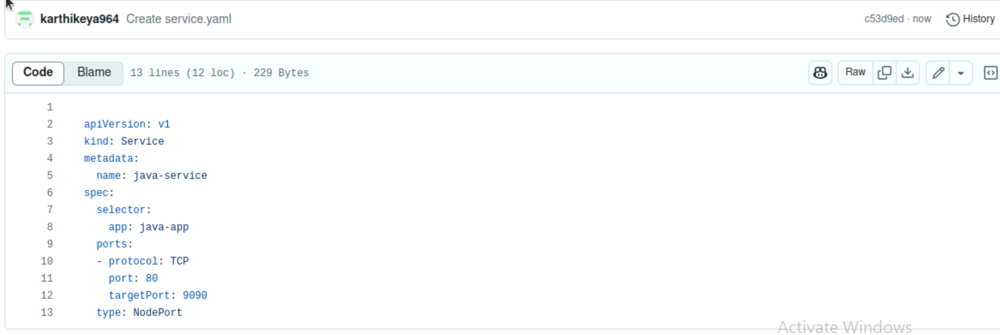 karthikeya964 Create service.yaml c53d9ed · now History
Code Blame 13 lines (12 loc) · 229 Bytes Raw
1
2 apiVersion: v1
3 kind: Service
4 metadata:
5   name: java-service
6 spec:
7   selector:
8     app: java-app
9   ports:
10   - protocol: TCP
11     port: 80
12     targetPort: 9090
13   type: NodePort
Activate Windows